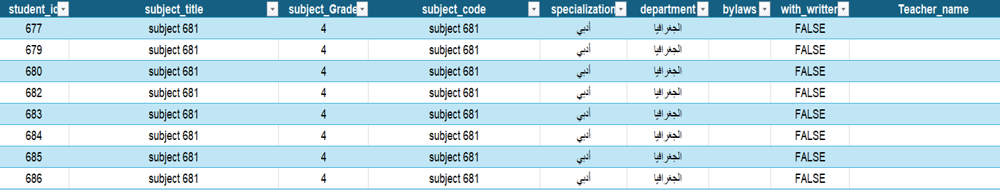 student_id subject_title subject_Grade subject_code specialization department bylaws with_writter Teacher_name
677 subject 681 4 subject 681 أدبي الجغرافيا FALSE
679 subject 681 4 subject 681 أدبي الجغرافيا FALSE
680 subject 681 4 subject 681 أدبي الجغرافيا FALSE
682 subject 681 4 subject 681 أدبي الجغرافيا FALSE
683 subject 681 4 subject 681 أدبي الجغرافيا FALSE
684 subject 681 4 subject 681 أدبي الجغرافيا FALSE
685 subject 681 4 subject 681 أدبي الجغرافيا FALSE
686 subject 681 4 subject 681 أدبي الجغرافيا FALSE